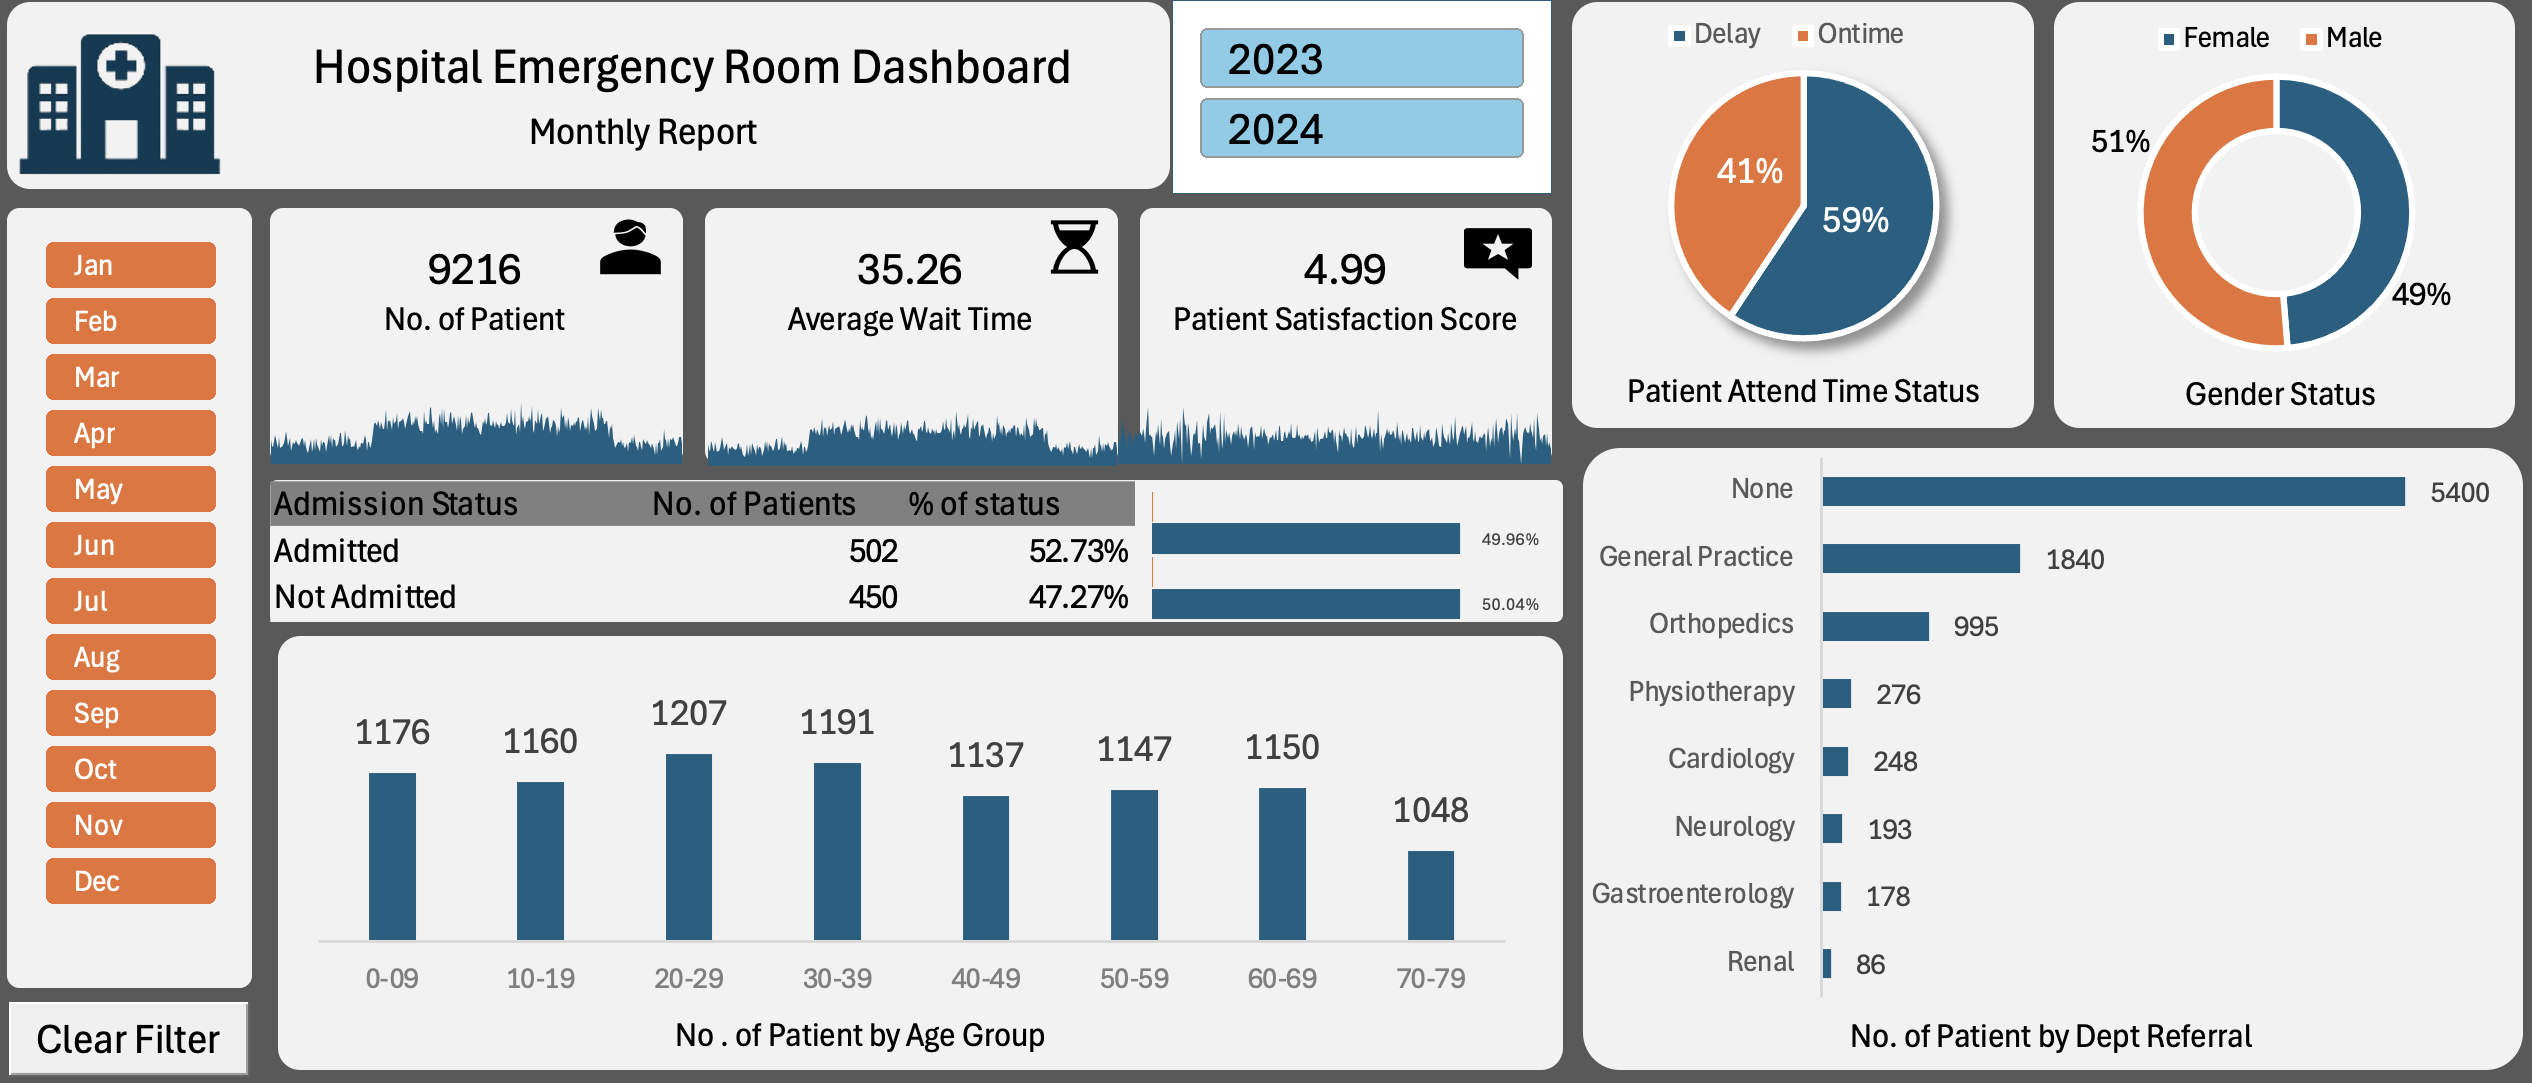 Hospital Emergency Room Dashboard
Monthly Report
2023
2024
Jan
Feb
Mar
Apr
May
Jun
Jul
Aug
Sep
Oct
Nov
Dec
Clear Filter
9216
No. of Patient
35.26
Average Wait Time
4.99
Patient Satisfaction Score
Delay Ontime
41%
59%
Patient Attend Time Status
Female Male
51%
49%
Gender Status
Admission Status No. of Patients % of status
Admitted 502 52.73% 49.96%
Not Admitted 450 47.27% 50.04%
1176 1160 1207 1191 1137 1147 1150 1048
0-09 10-19 20-29 30-39 40-49 50-59 60-69 70-79
No . of Patient by Age Group
None 5400
General Practice 1840
Orthopedics 995
Physiotherapy 276
Cardiology 248
Neurology 193
Gastroenterology 178
Renal 86
No. of Patient by Dept Referral